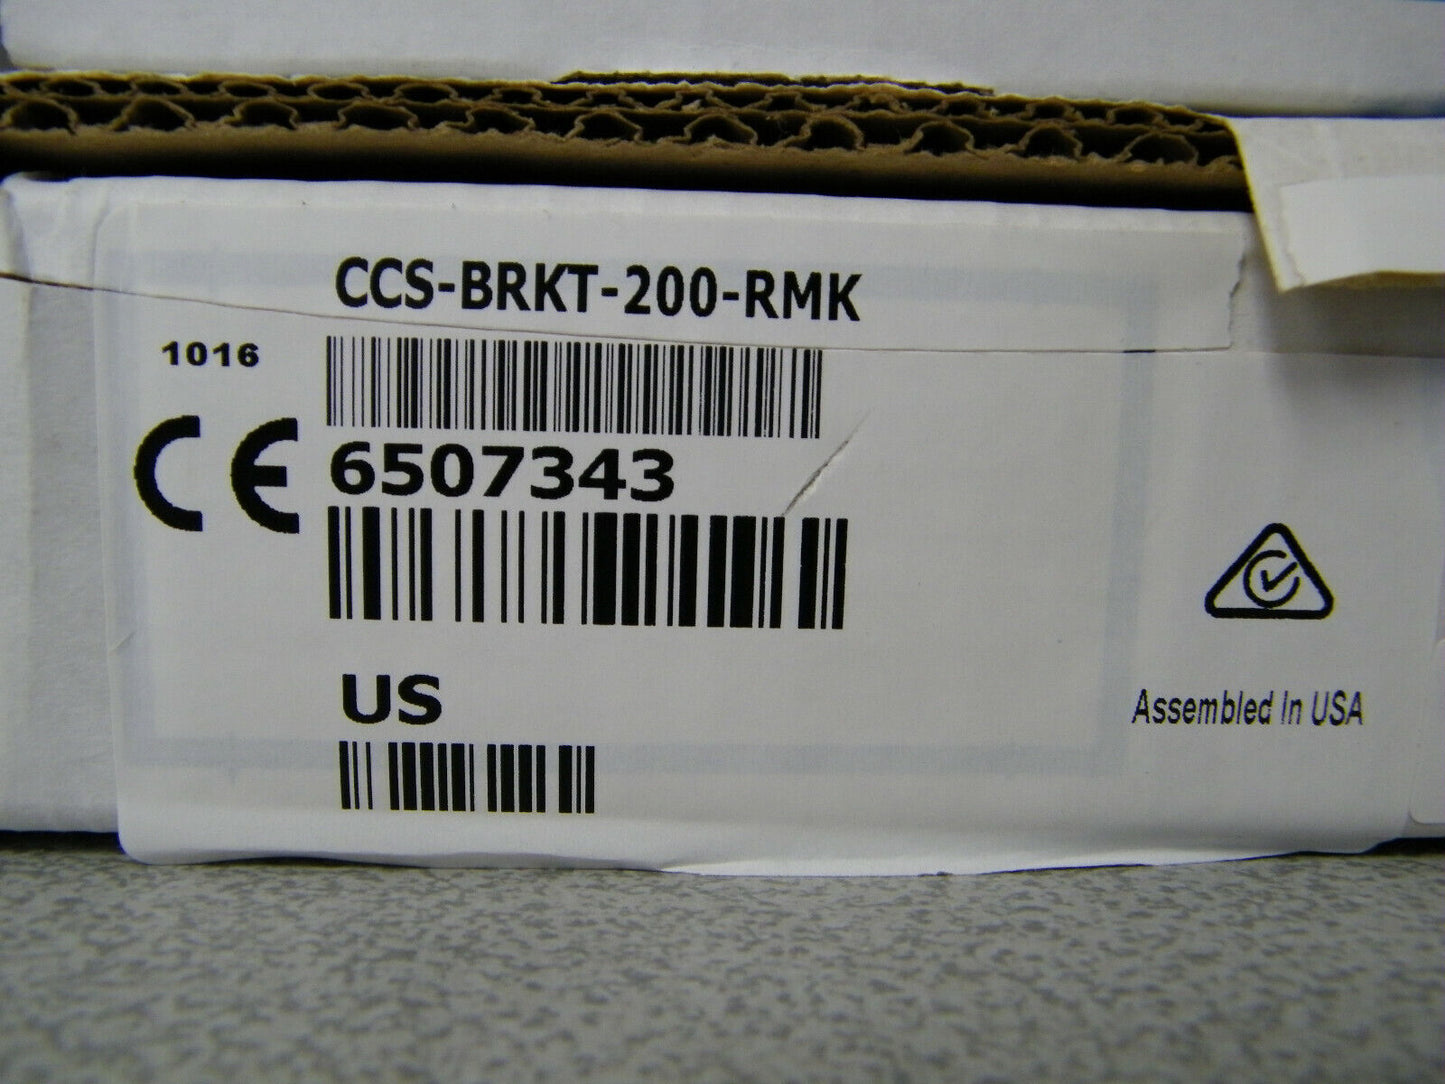 CCS-BRKT-200-RMK
1016
CE
6507343
US
Assembled in USA